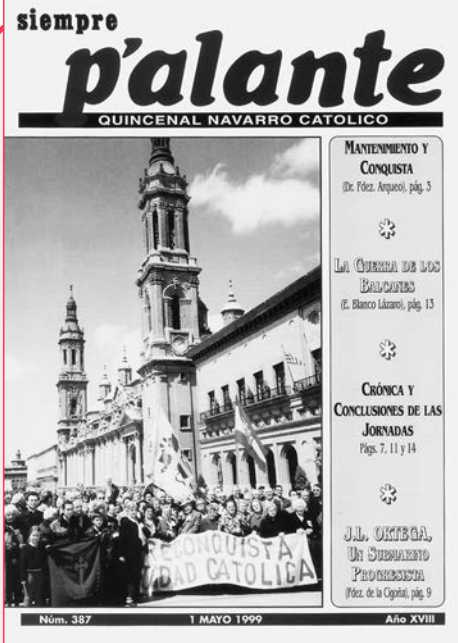 siempre
p'alante
QUINCENAL NAVARRO CATOLICO
MANTENIMIENTO Y
CONQUISTA
(Dr. Fdez. Arqueo), pág. 3
LA GUERRA DE LOS
BALCANES
(E. Blanco Lázaro), pág. 13
CRÓNICA Y
CONCLUSIONES DE LAS
JORNADAS
Págs. 7, 11 y 14
J.L. ORTEGA,
UN SUBMARINO
PROGRESISTA
(Fdez. de la Cigoña), pág. 9
RECONQUISTA
UNIDAD CATOLICA
Núm. 387
1 MAYO 1999
Año XVIII